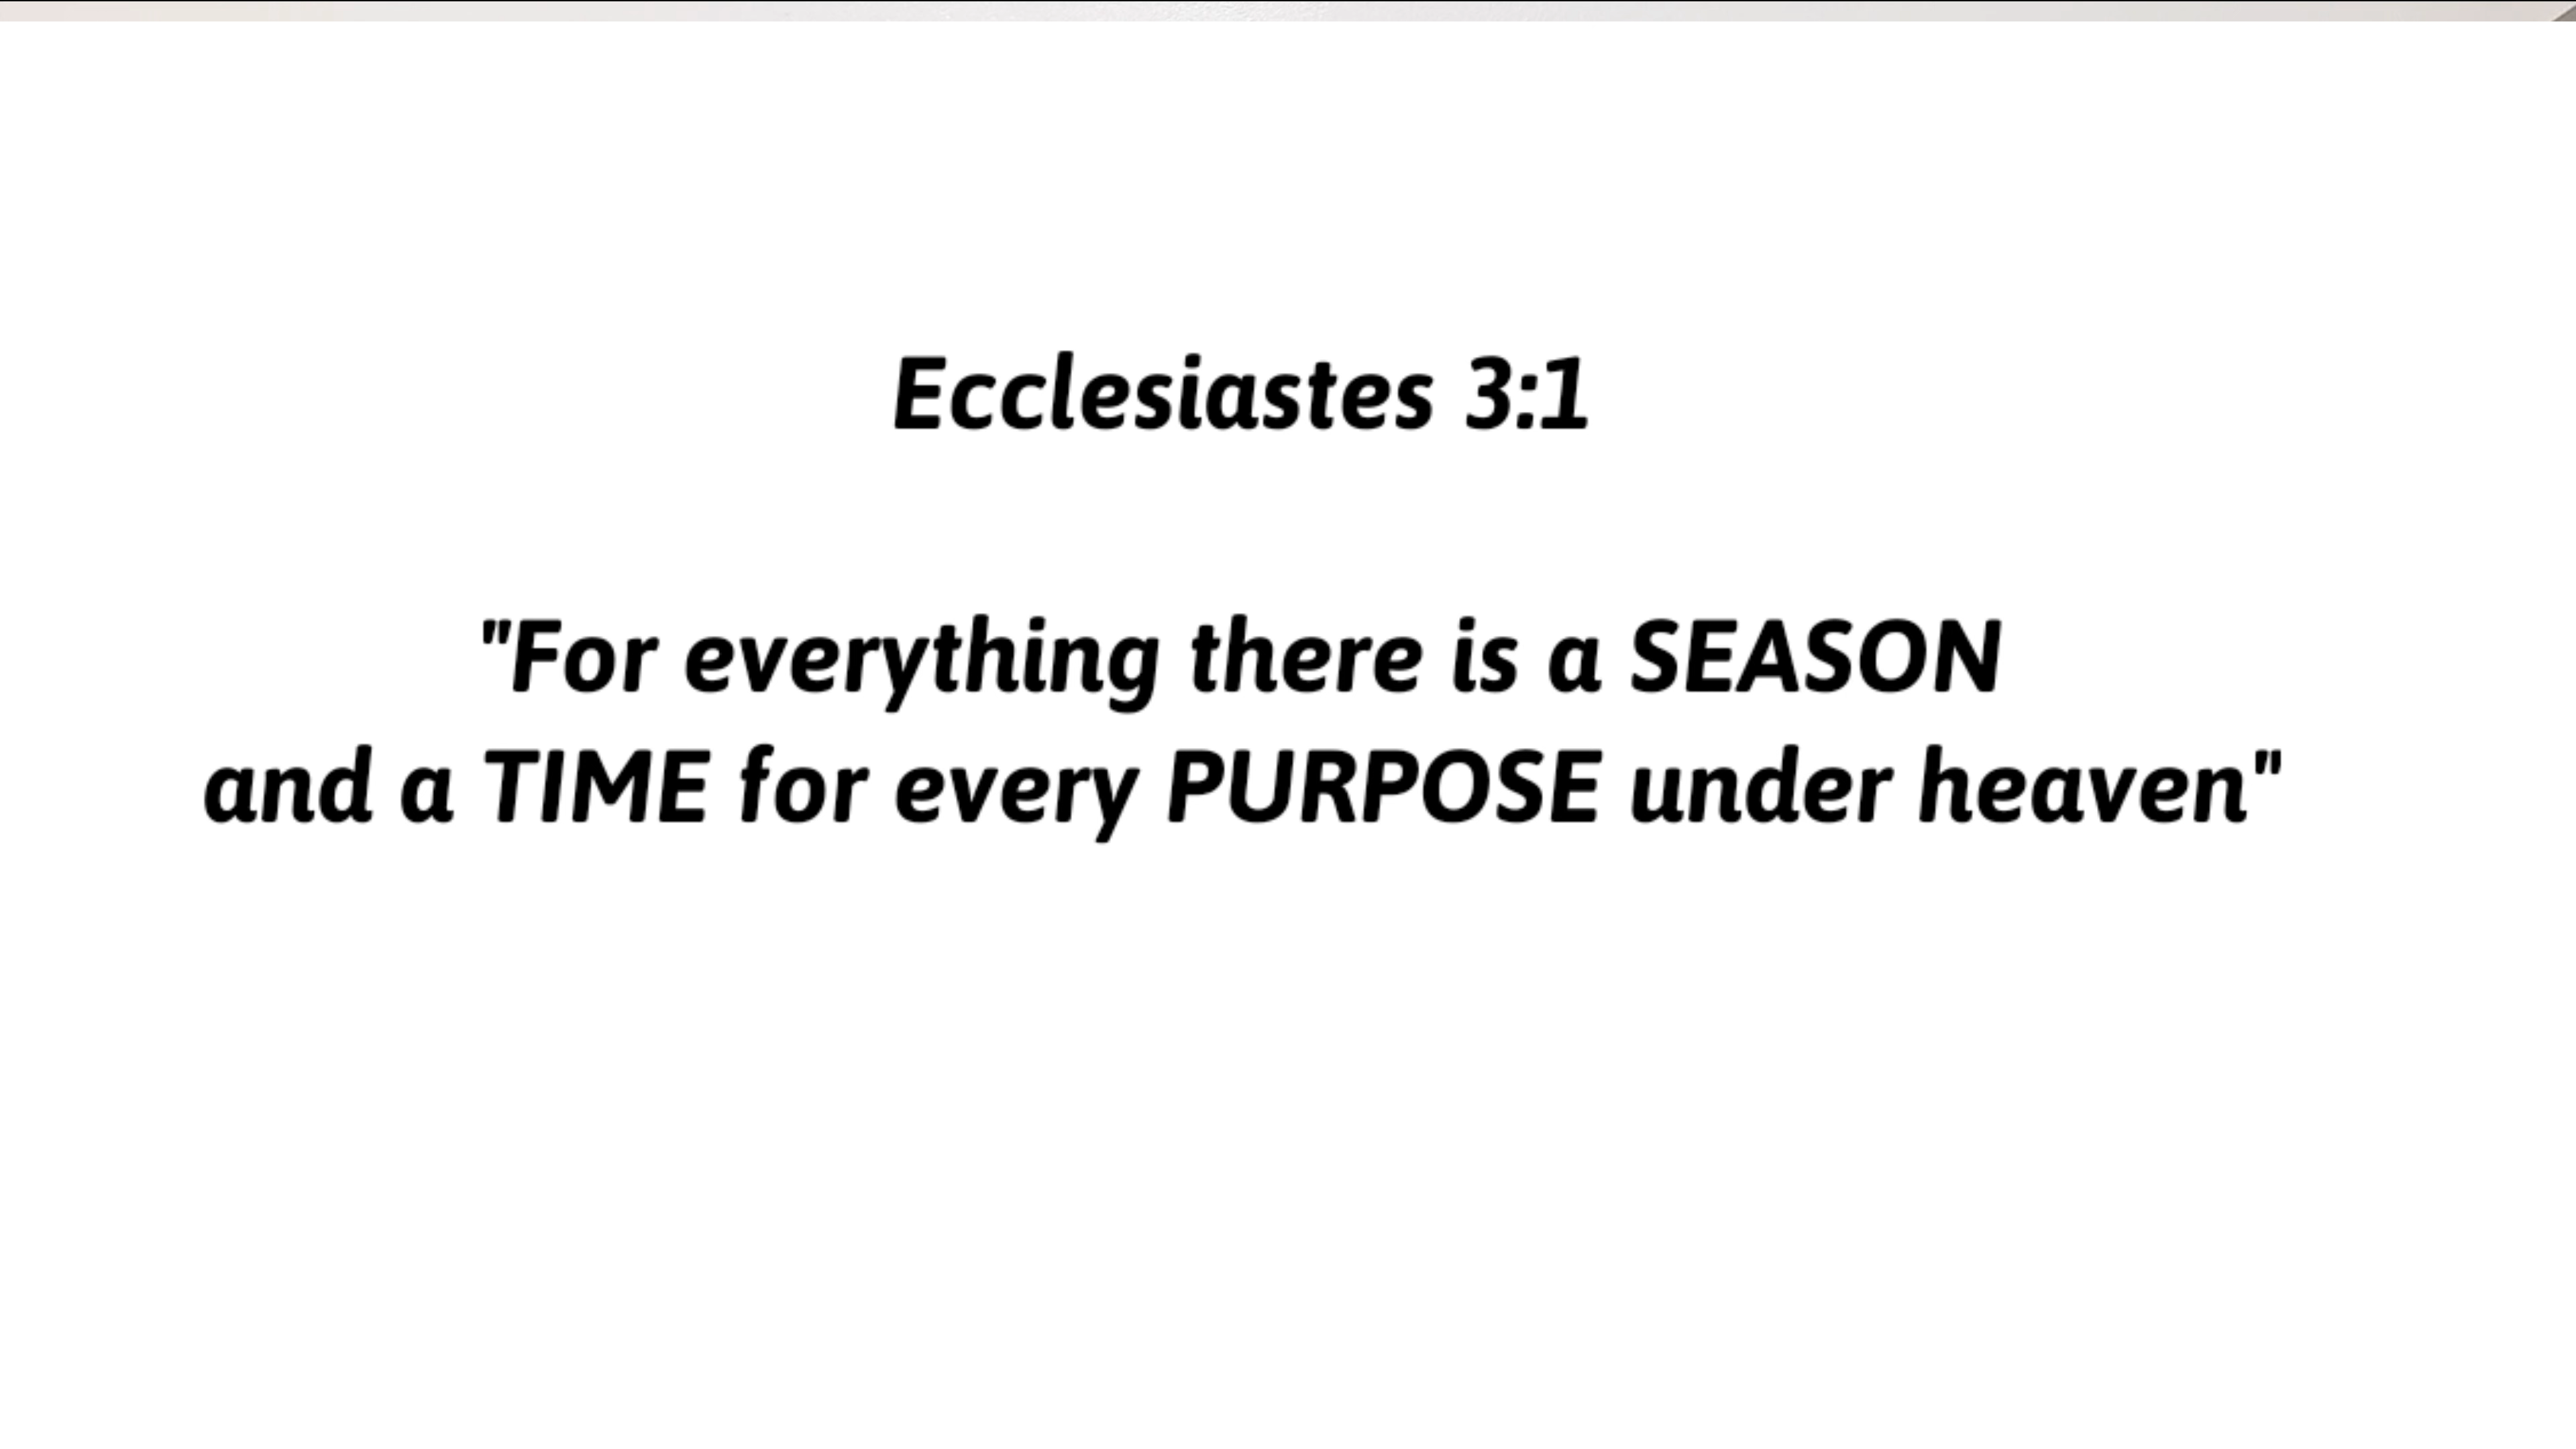 Ecclesiastes 3:1
"For everything there is a SEASON
and a TIME for every PURPOSE under heaven"